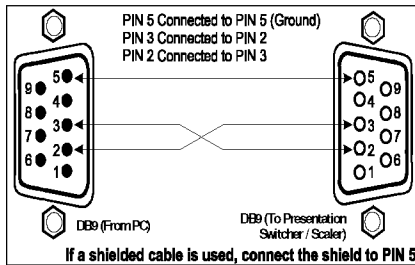 PIN 5 Connected to PIN 5 (Ground)
PIN 3 Connected to PIN 2
PIN 2 Connected to PIN 3
5
9
4
8
3
7
2
6
1
5
9
4
8
3
7
2
6
1
DB9 (From PC)
DB9 (To Presentation
Switcher / Scaler)
If a shielded cable is used, connect the shield to PIN 5